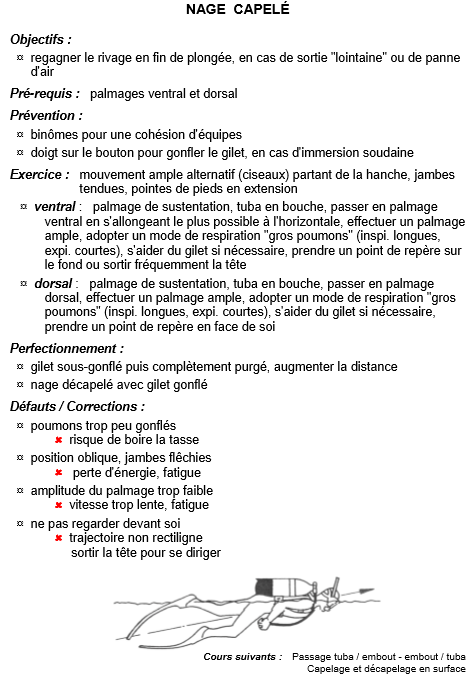 NAGE CAPELÉ
Objectifs :
¤ regagner le rivage en fin de plongée, en cas de sortie "lointaine" ou de panne
d'air
Pré-requis : palmages ventral et dorsal
Prévention :
¤ binômes pour une cohésion d'équipes
¤ doigt sur le bouton pour gonfler le gilet, en cas d'immersion soudaine
Exercice : mouvement ample alternatif (ciseaux) partant de la hanche, jambes
tendues, pointes de pieds en extension
¤ ventral : palmage de sustentation, tuba en bouche, passer en palmage
ventral en s'allongeant le plus possible à l'horizontale, effectuer un palmage
ample, adopter un mode de respiration "gros poumons" (inspi. longues,
expi. courtes), s'aider du gilet si nécessaire, prendre un point de repère sur
le fond ou sortir fréquemment la tête
¤ dorsal : palmage de sustentation, tuba en bouche, passer en palmage
dorsal, effectuer un palmage ample, adopter un mode de respiration "gros
poumons" (inspi. longues, expi. courtes), s'aider du gilet si nécessaire,
prendre un point de repère en face de soi
Perfectionnement :
¤ gilet sous-gonflé puis complètement purgé, augmenter la distance
¤ nage décapelé avec gilet gonflé
Défauts / Corrections :
¤ poumons trop peu gonflés
✘ risque de boire la tasse
¤ position oblique, jambes flêchies
✘ perte d'énergie, fatigue
¤ amplitude du palmage trop faible
✘ vitesse trop lente, fatigue
¤ ne pas regarder devant soi
✘ trajectoire non rectiligne
sortir la tête pour se diriger
Cours suivants : Passage tuba / embout - embout / tuba
Capelage et décapelage en surface